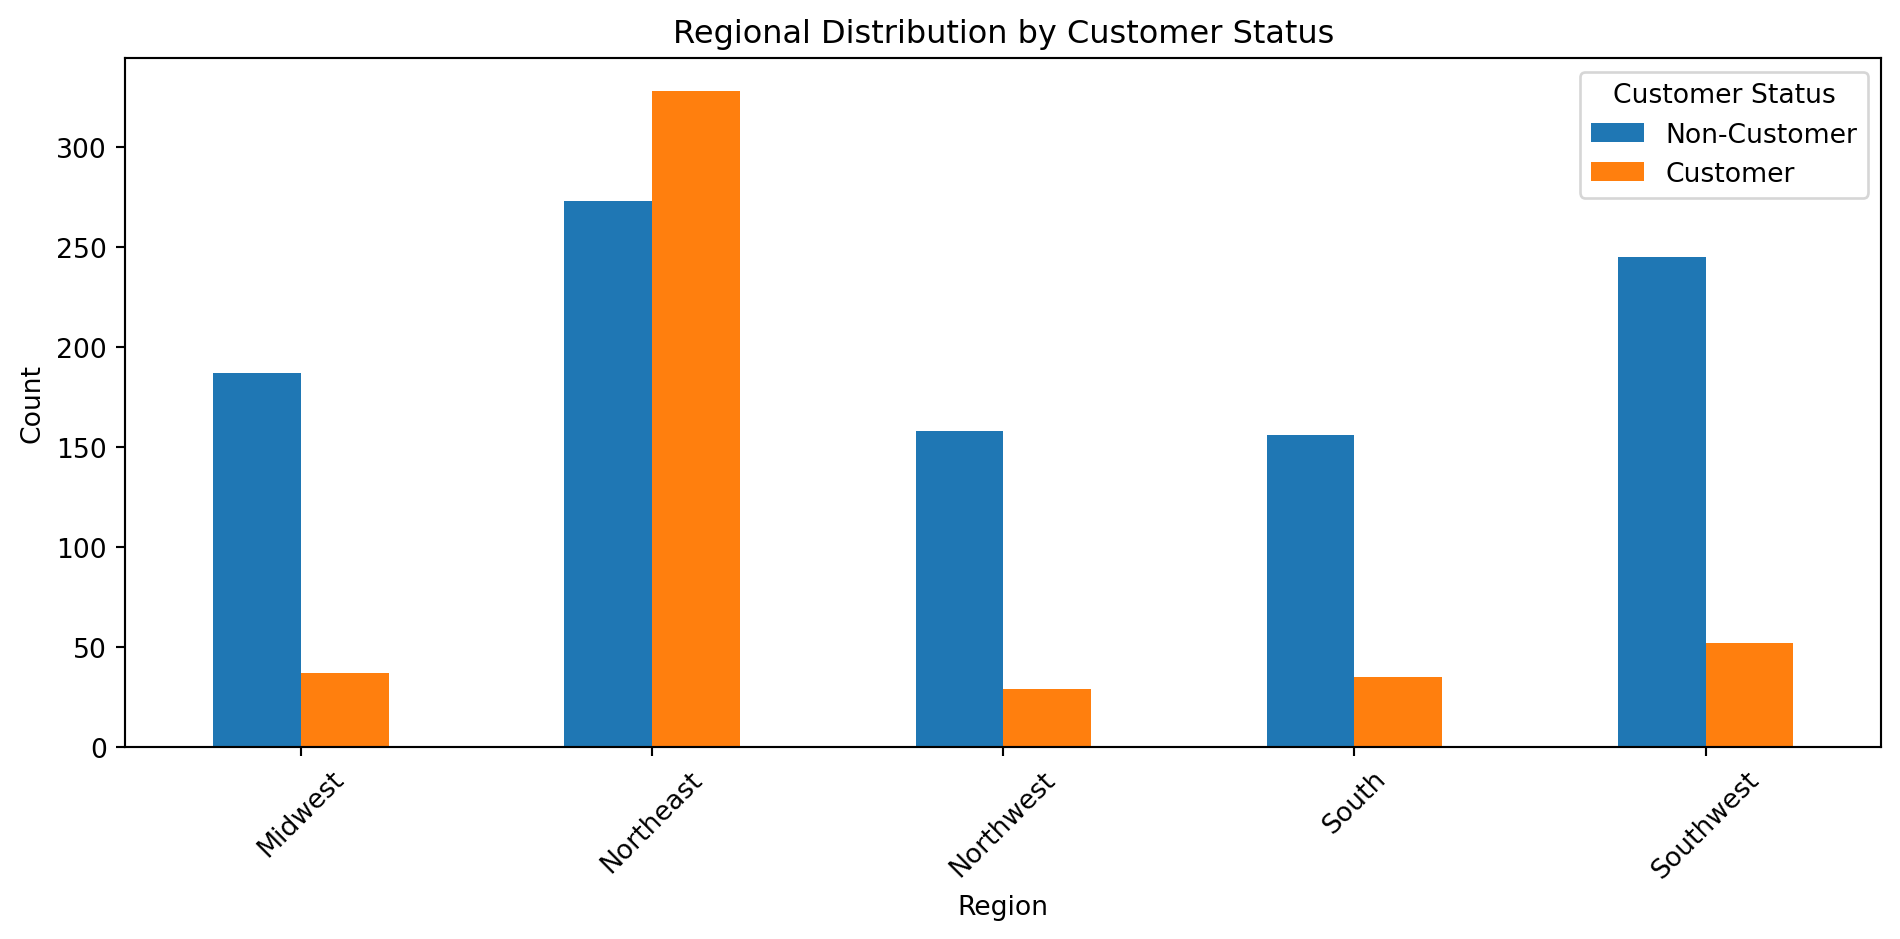 Regional Distribution by Customer Status
Customer Status
Non-Customer
Customer
Count
300
250
200
150
100
50
0
Midwest
Northeast
Northwest
South
Southwest
Region